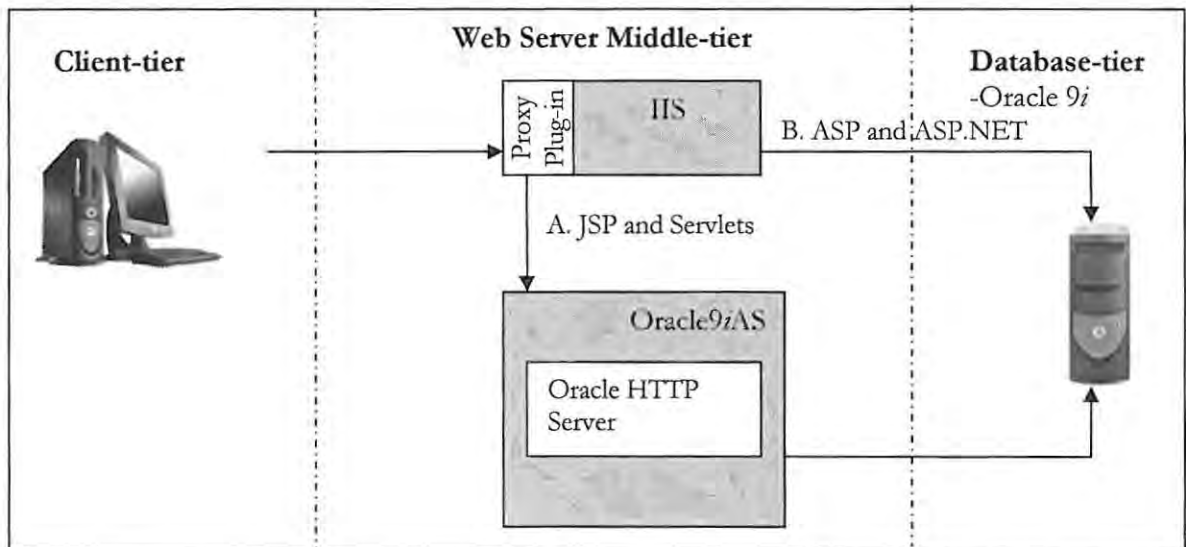 Client-tier
Web Server Middle-tier
Database-tier
-Oracle 9i
Proxy
Plug-in
IIS
B. ASP and ASP.NET
A. JSP and Servlets
Oracle9iAS
Oracle HTTP
Server